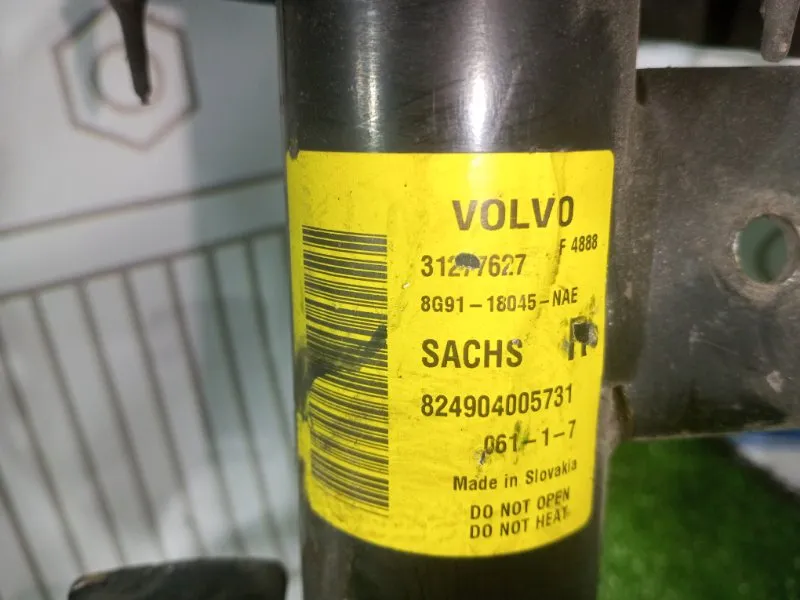 VOLVO
F 4888
31277627
8G91-18045-NAE
SACHS
824904005731
061-1-7
Made in Slovakia
DO NOT OPEN
DO NOT HEAT